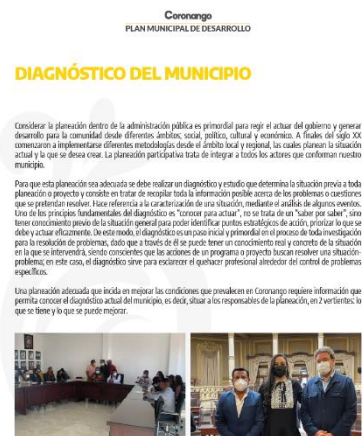 Coronango
PLAN MUNICIPAL DE DESARROLLO
DIAGNÓSTICO DEL MUNICIPIO
Considerar la planeación dentro de la administración pública es primordial para regir el actuar del gobierno y generar
desarrollo para la comunidad desde diferentes ámbitos; social, político, cultural y económico. A finales del siglo XX
comenzaron a implementarse diferentes metodologías desde el ámbito local y regional, las cuales planean la situación
actual y la que se desea crear. La planeación participativa trata de integrar a todos los actores que conforman nuestro
municipio.
Para que esta planeación sea adecuada se debe realizar un diagnóstico y estudio que determina la situación previa a toda
planeación o proyecto y consiste en tratar de recopilar toda la información posible acerca de los problemas o cuestiones
que se pretendan resolver. Hace referencia a la caracterización de una situación, mediante el análisis de algunos eventos.
Uno de los principios fundamentales del diagnóstico es "conocer para actuar", no se trata de un "saber por saber", sino
tener conocimiento previo de la situación general para poder identificar puntos estratégicos de acción, priorizar lo que se
debe y actuar eficazmente. De este modo, el diagnóstico es un paso inicial y primordial en el proceso de toda investigación
para la resolución de problemas, dado que a través de él se puede tener un conocimiento real y concreto de la situación
en la que se intervendrá, siendo conscientes que las acciones de un programa o proyecto buscan resolver una situación-
problema; en este caso, el diagnóstico sirve para esclarecer el quehacer profesional alrededor del control de problemas
específicos.
Una planeación adecuada que incida en mejorar las condiciones que prevalecen en Coronango requiere información que
permita conocer el diagnóstico actual del municipio, es decir, situar a los responsables de la planeación, en 2 vertientes: lo
que se tiene y lo que se puede mejorar.